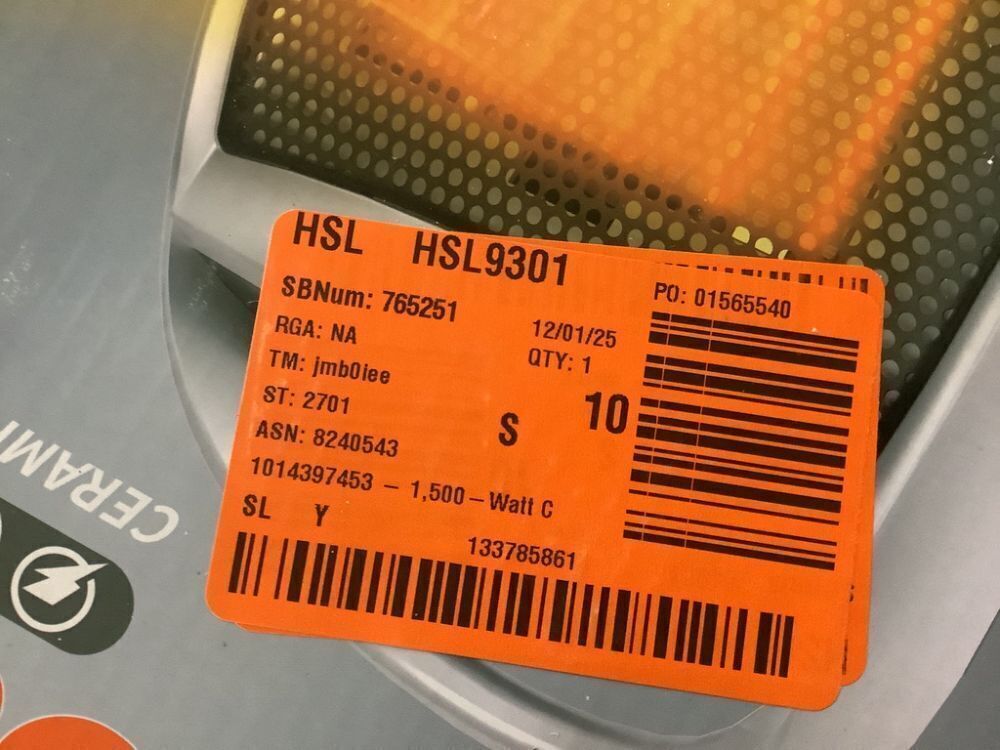 HSL HSL9301
SBNum: 765251
PO: 01565540
RGA: NA
12/01/25
TM: jmb0iee
QTY: 1
ST: 2701
S 10
ASN: 8240543
1014397453 – 1,500 – Watt C
SL Y
133785861
CERAMI